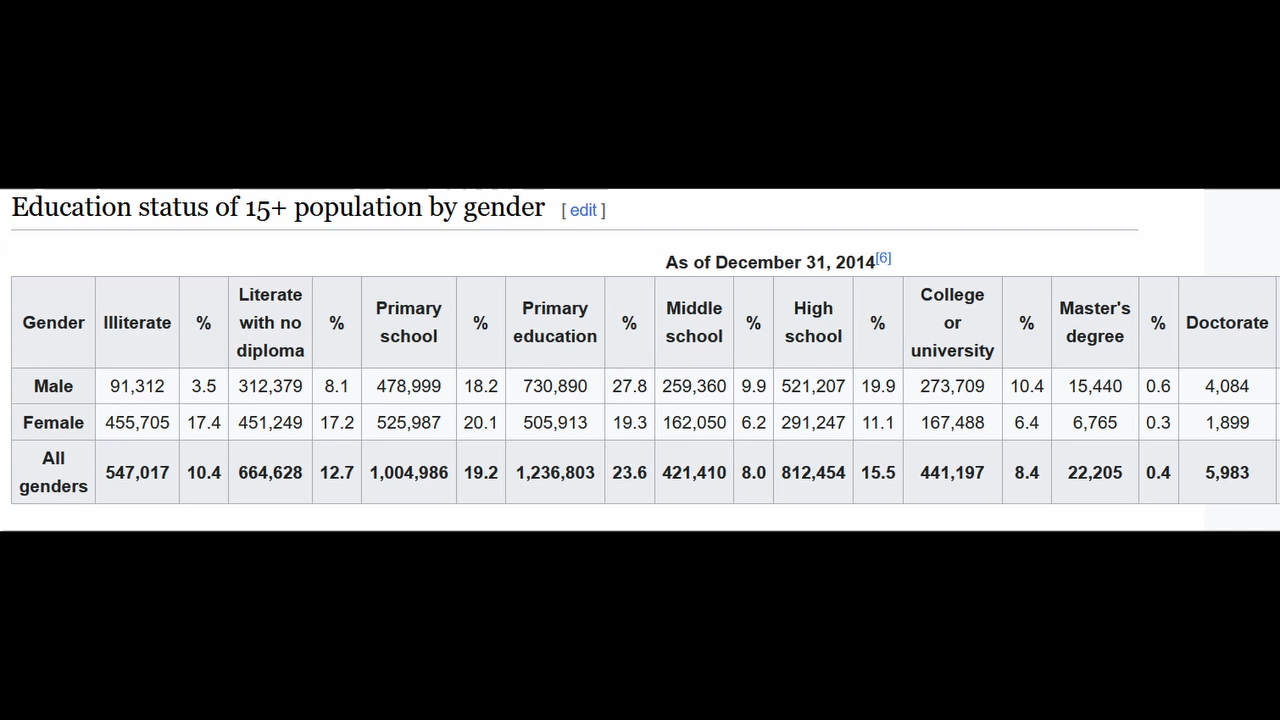 Education status of 15+ population by gender [ edit ]
As of December 31, 2014[6]
Gender Illiterate % Literate with no diploma % Primary school % Primary education % Middle school % High school % College or university % Master's degree % Doctorate
Male 91,312 3.5 312,379 8.1 478,999 18.2 730,890 27.8 259,360 9.9 521,207 19.9 273,709 10.4 15,440 0.6 4,084
Female 455,705 17.4 451,249 17.2 525,987 20.1 505,913 19.3 162,050 6.2 291,247 11.1 167,488 6.4 6,765 0.3 1,899
All genders 547,017 10.4 664,628 12.7 1,004,986 19.2 1,236,803 23.6 421,410 8.0 812,454 15.5 441,197 8.4 22,205 0.4 5,983